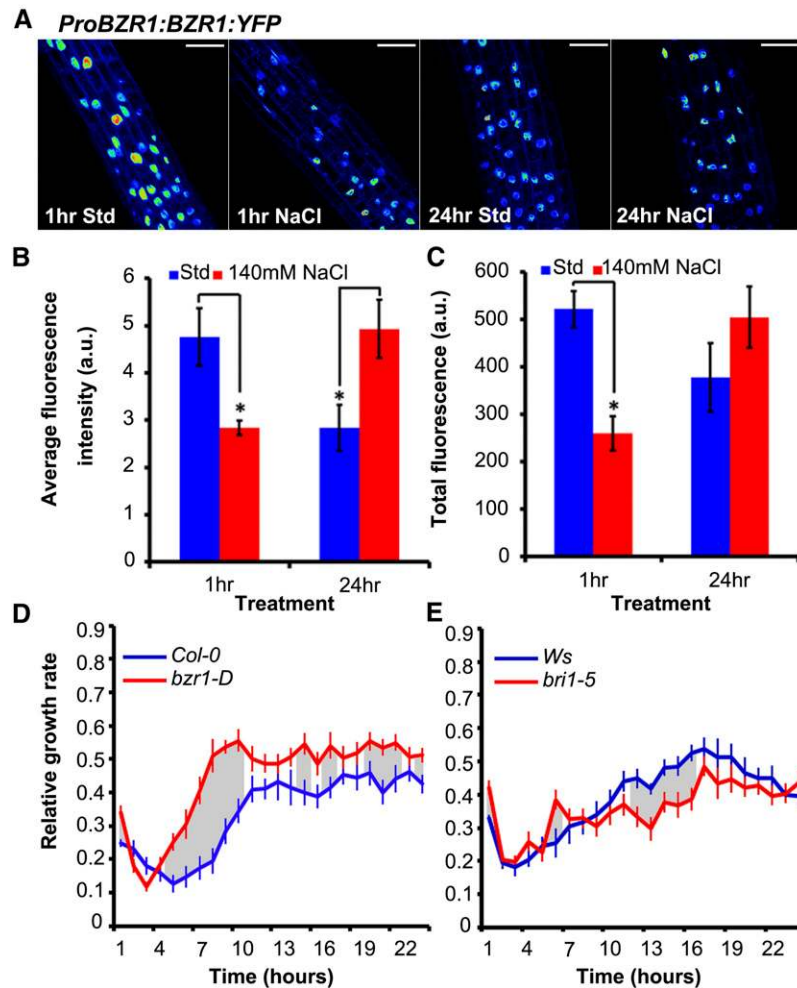 A
ProBZR1:BZR1:YFP
1hr Std
1hr NaCl
24hr Std
24hr NaCl
B
Std 140mM NaCl
Average fluorescence
intensity (a.u.)
6
5
4
3
2
1
0
*
*
1hr
24hr
Treatment
C
Std 140mM NaCl
Total fluorescence (a.u.)
600
500
400
300
200
100
0
*
1hr
24hr
Treatment
D
Col-0
bzr1-D
Relative growth rate
0.9
0.8
0.7
0.6
0.5
0.4
0.3
0.2
0.1
0
1 4 7 10 13 16 19 22
Time (hours)
E
Ws
bri1-5
0.9
0.8
0.7
0.6
0.5
0.4
0.3
0.2
0.1
0
1 4 7 10 13 16 19 22
Time (hours)